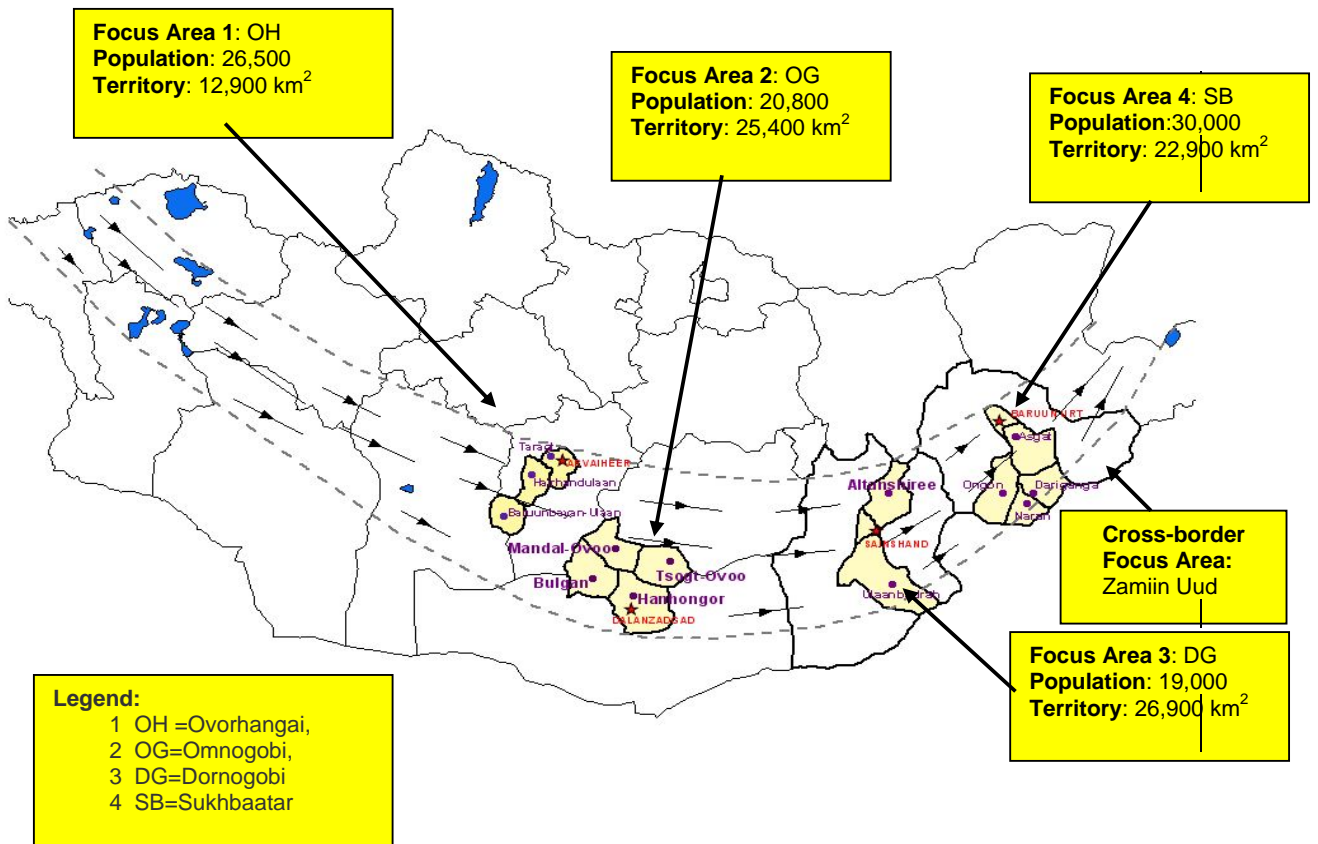 Focus Area 1: OH
Population: 26,500
Territory: 12,900 km²
Focus Area 2: OG
Population: 20,800
Territory: 25,400 km²
Focus Area 4: SB
Population:30,000
Territory: 22,900 km²
BARUUN-URT
Asgat
Taragt
ARVAIHEER
Haihandulaan
Altanshiree
Ongon
Dariganga
Naran
Baruunbayan-Ulaan
SAINSHAND
Mandal-Ovoo
Tsogt-Ovoo
Bulgan
Hanhongor
Ulaanbadrah
DALANZADGAD
Cross-border
Focus Area:
Zamiin Uud
Focus Area 3: DG
Population: 19,000
Territory: 26,900 km²
Legend:
1 OH =Ovorhangai,
2 OG=Omnogobi,
3 DG=Dornogobi
4 SB=Sukhbaatar